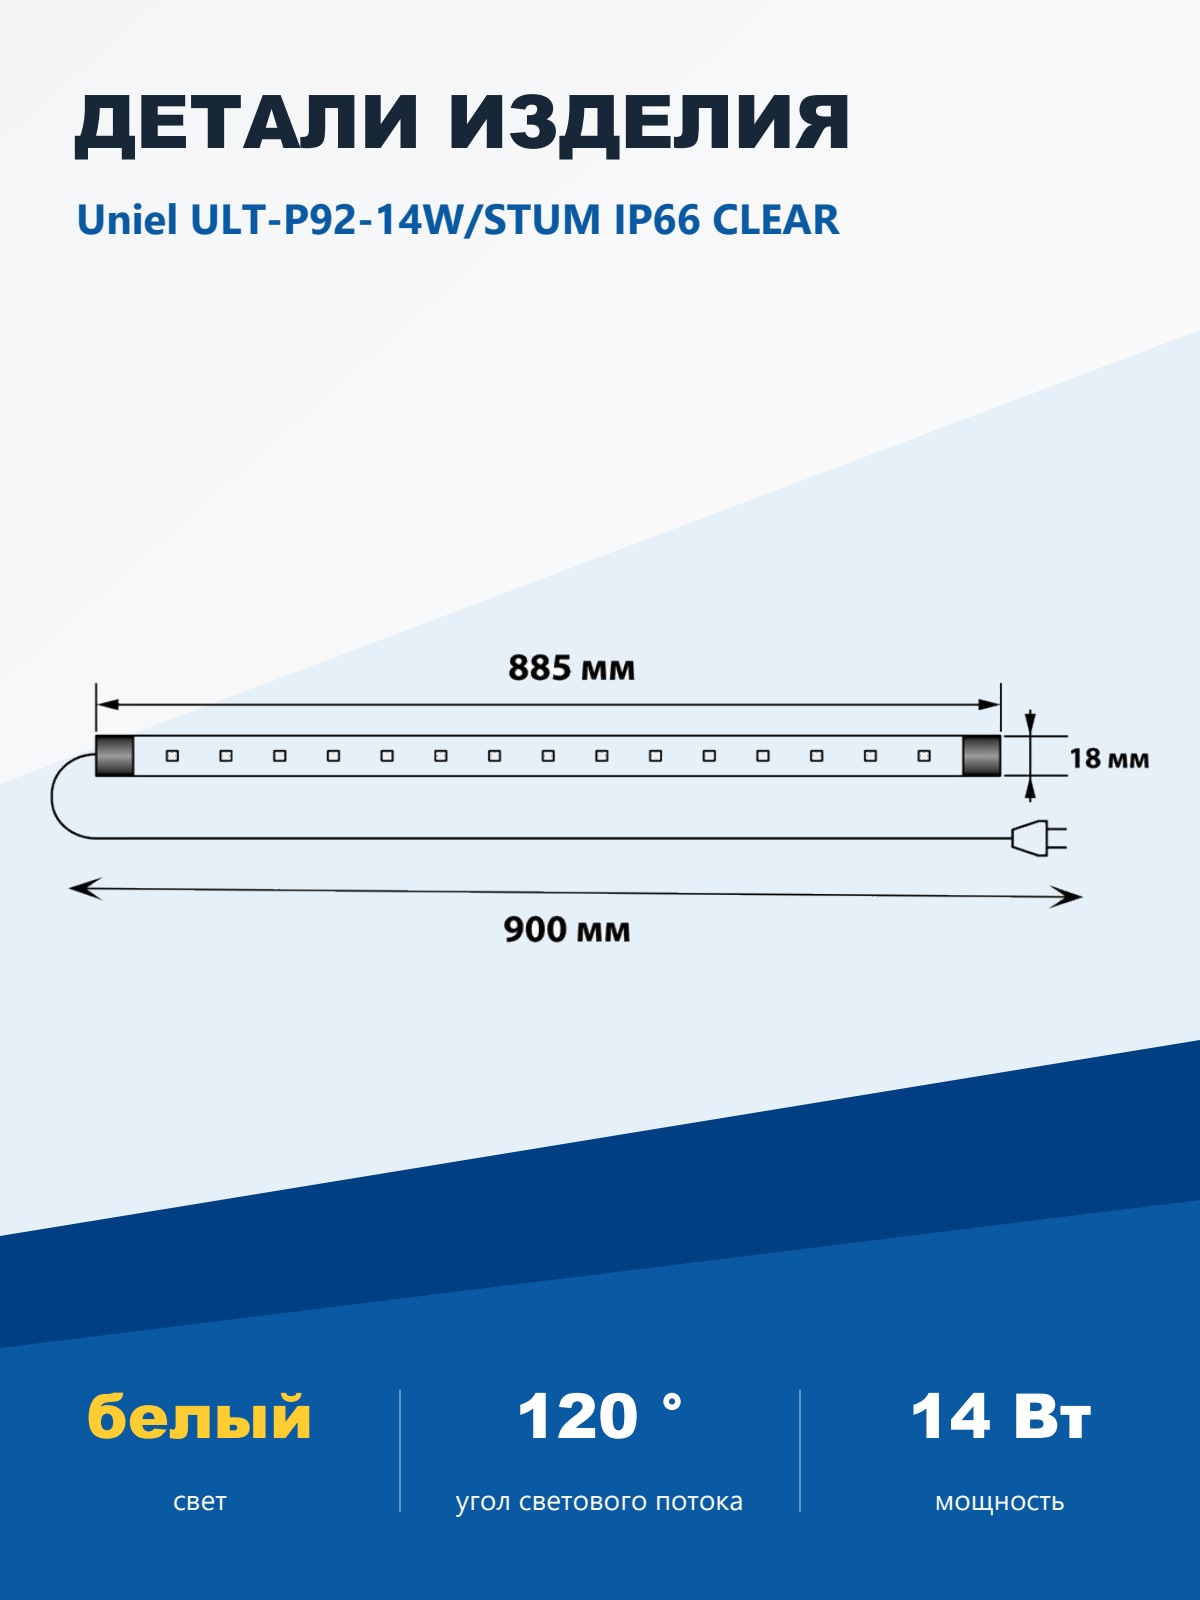 ДЕТАЛИ ИЗДЕЛИЯ
Uniel ULT-P92-14W/STUM IP66 CLEAR
885 мм
18 мм
900 мм
белый
свет
120 °
угол светового потока
14 Вт
мощность